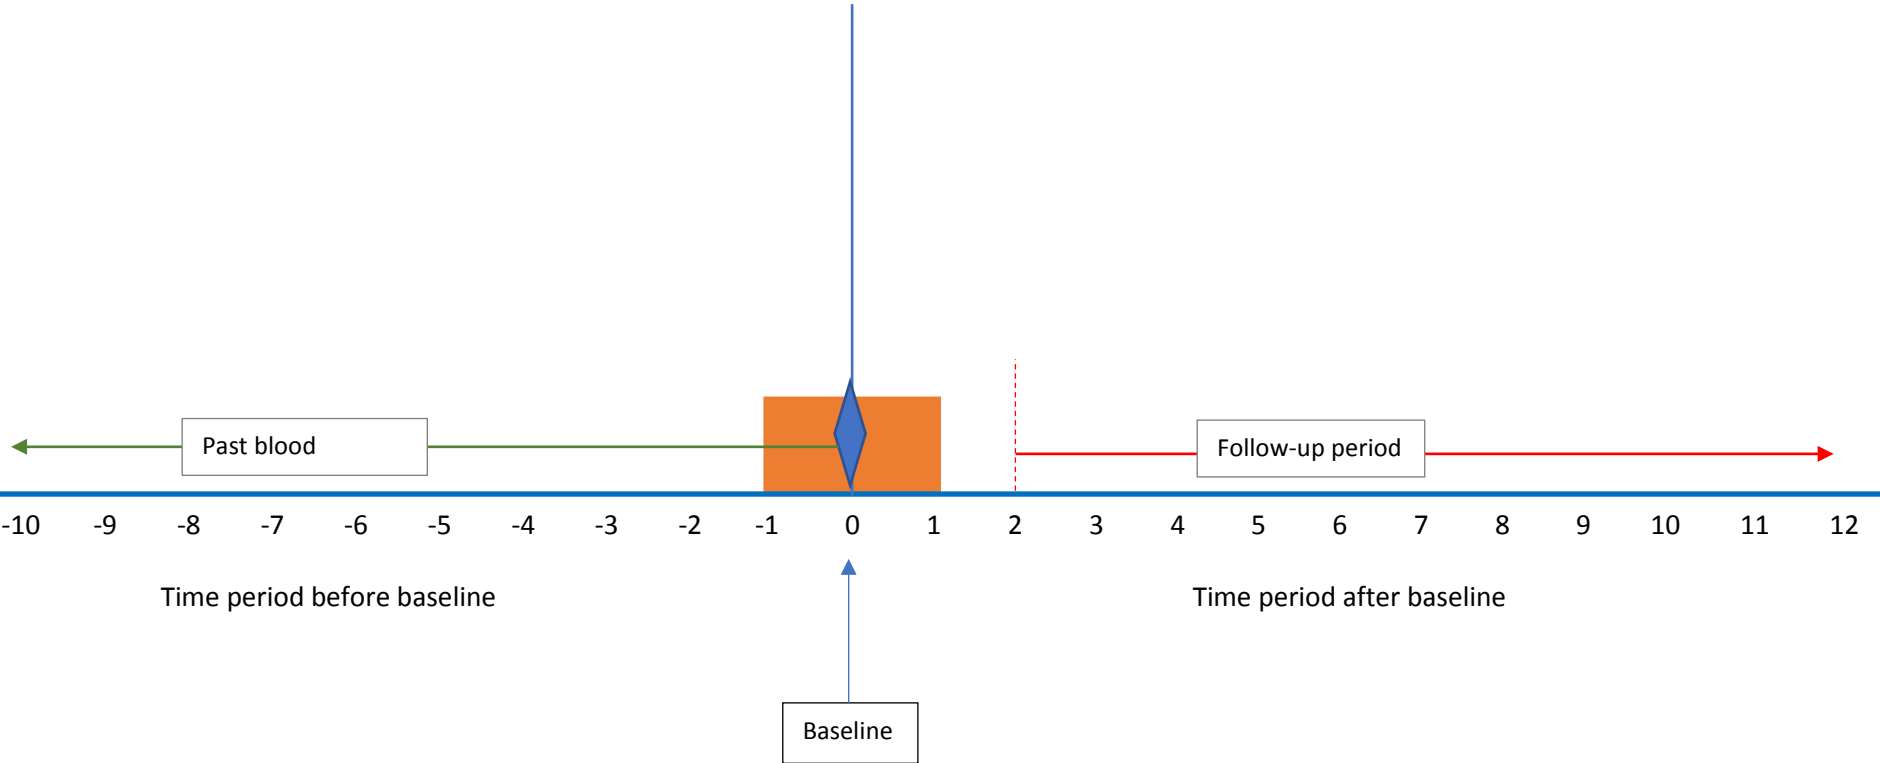 Past blood
Follow-up period
-10 -9 -8 -7 -6 -5 -4 -3 -2 -1 0 1 2 3 4 5 6 7 8 9 10 11 12
Time period before baseline
Time period after baseline
Baseline